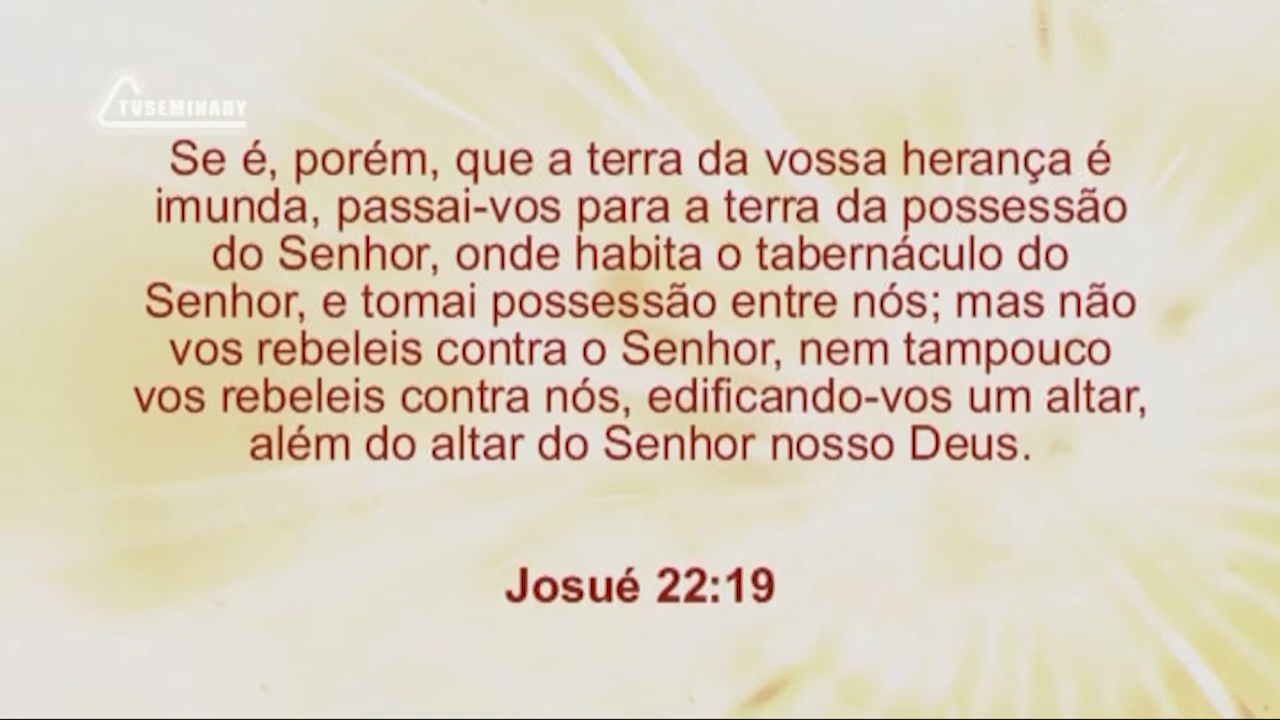 TVSEMINARY
Se é, porém, que a terra da vossa herança é
imunda, passai-vos para a terra da possessão
do Senhor, onde habita o tabernáculo do
Senhor, e tomai possessão entre nós; mas não
vos rebeleis contra o Senhor, nem tampouco
vos rebeleis contra nós, edificando-vos um altar,
além do altar do Senhor nosso Deus.
Josué 22:19